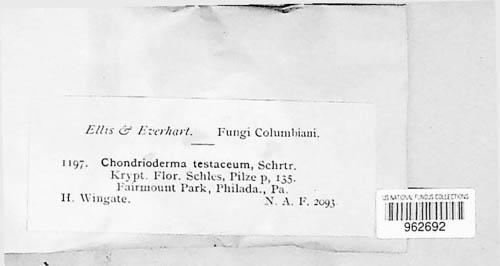 Ellis & Everhart. Fungi Columbiani.
1197. Chondrioderma testaceum, Schrtr.
Krypt. Flor. Schles, Pilze p, 135.
Fairmount Park, Philada., Pa.
H. Wingate. N. A. F. 2093
US NATIONAL FUNGUS COLLECTIONS
962692